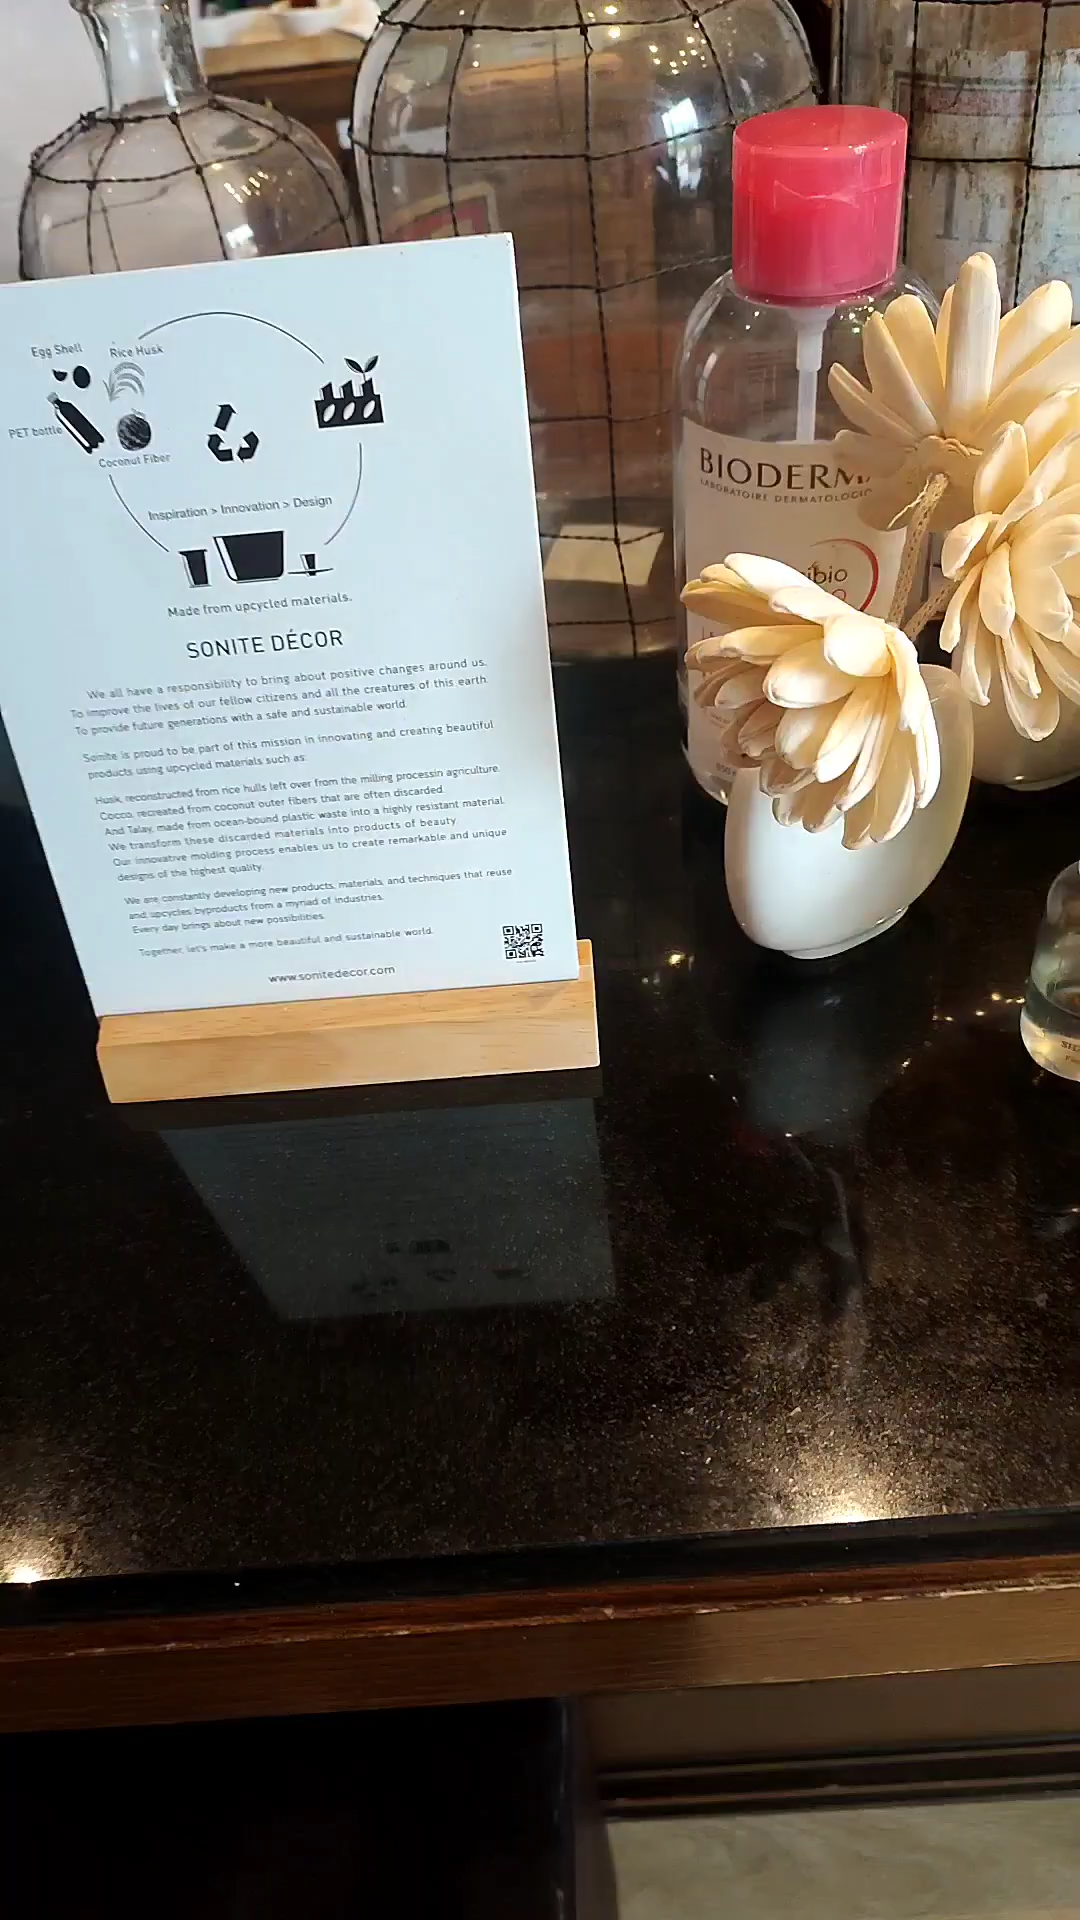 Egg Shell
Rice Husk
PET bottle
Coconut Fiber
Inspiration > Innovation > Design
Made from upcycled materials.
SONITE DÉCOR
We all have a responsibility to bring about positive changes around us.
To improve the lives of our fellow citizens and all the creatures of this earth.
To provide future generations with a safe and sustainable world.
Sonite is proud to be part of this mission in innovating and creating beautiful
products using upcycled materials such as:
Husk, reconstructed from rice hulls left over from the milling processin agriculture.
Cocco, recreated from coconut outer fibers that are often discarded.
And Talay, made from ocean-bound plastic waste into a highly resistant material.
We transform these discarded materials into products of beauty.
Our innovative molding process enables us to create remarkable and unique
designs of the highest quality.
We are constantly developing new products, materials, and techniques that reuse
and upcycles byproducts from a myriad of industries.
Every day brings about new possibilities.
Together, let's make a more beautiful and sustainable world.
www.sonitedecor.com
BIODERM
LABORATOIRE DERMATOLOGIC
ibio